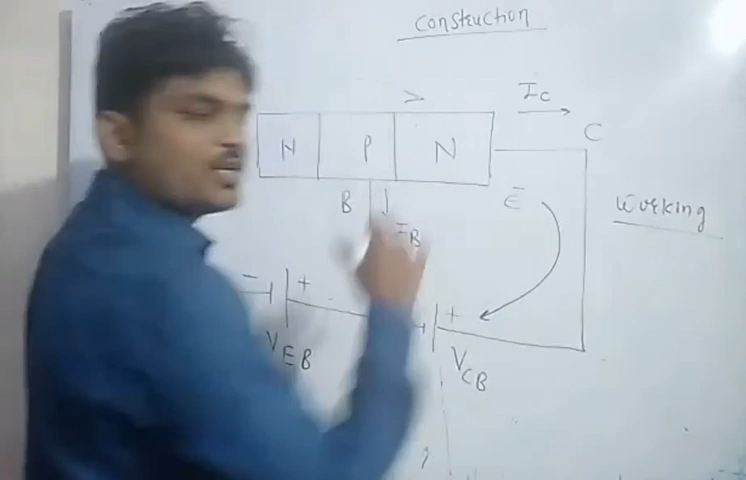 Construction
>
Ic
C
N P N
B
IB
Ē
Working
- +
+
VEB
VCB